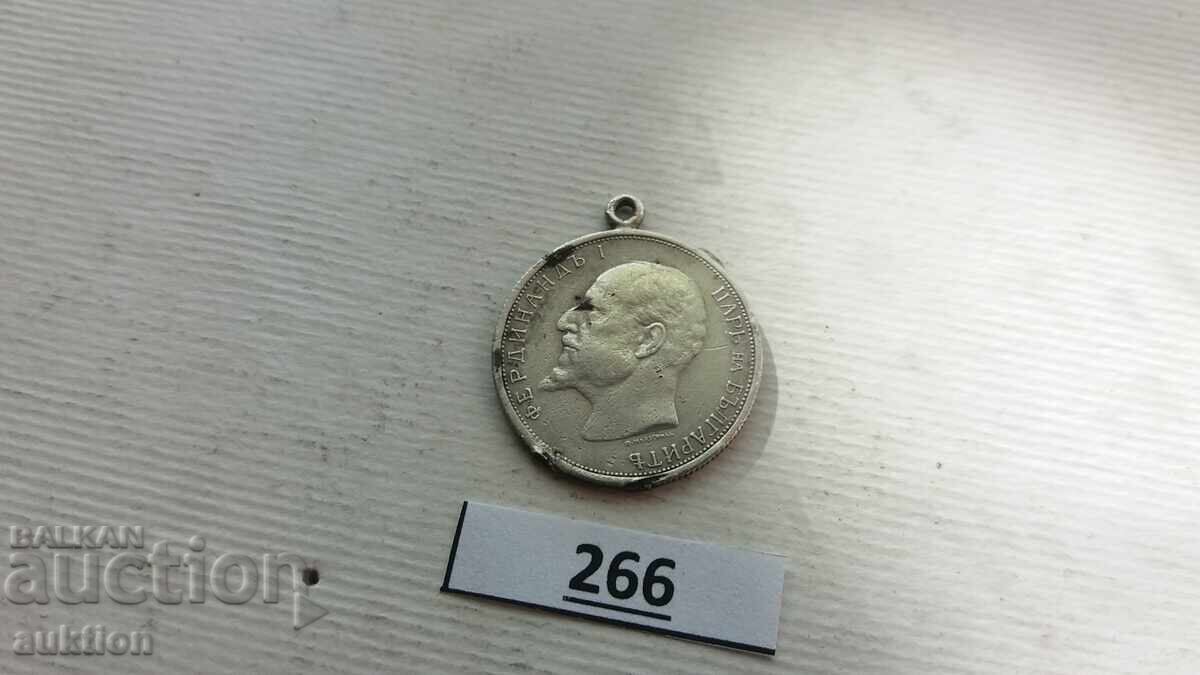 ФЕРДИНАНДЪ I ЦАРЬ НА БЪЛГАРИТѢ
266
BALKAN
auction
auktion